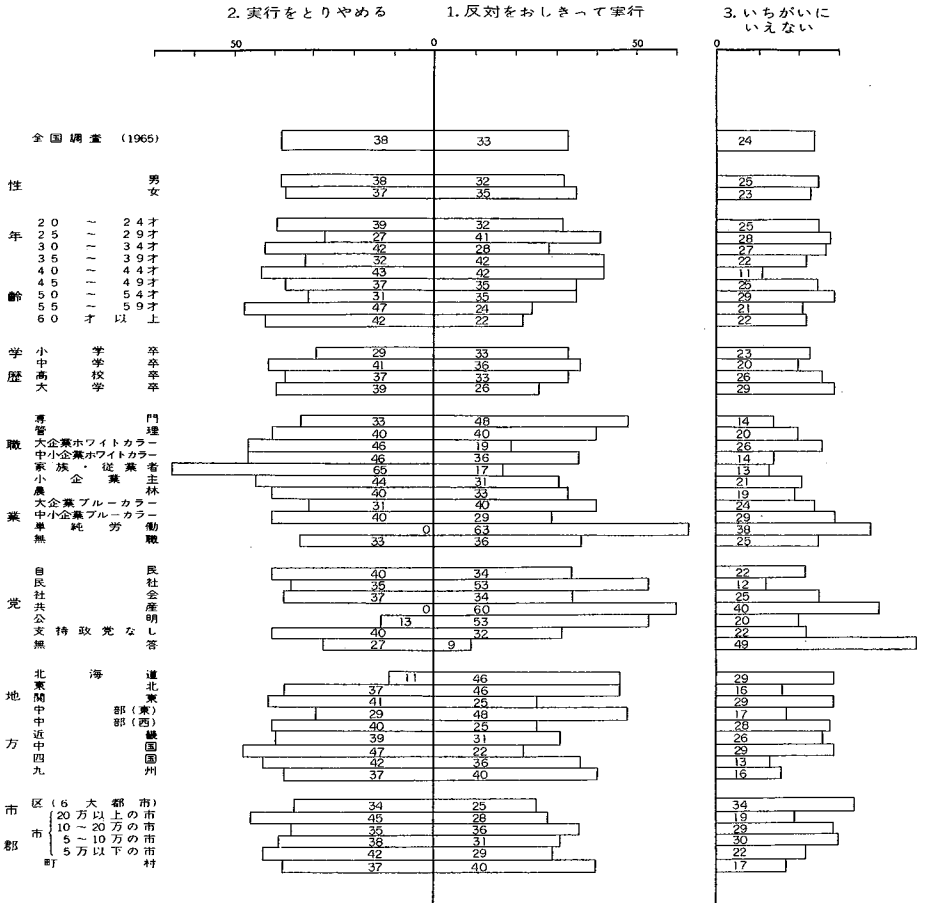 2. 実行をとりやめる 1. 反対をおしきって実行 3. いちがいに
いえない
50 0 50 0
全国調査 (1965) 38 33 24
性 男 38 32 25
女 37 35 23
年 20 ~ 24才 39 32 25
25 ~ 29才 27 41 28
30 ~ 34才 42 28 27
35 ~ 39才 32 42 22
40 ~ 44才 43 42 11
45 ~ 49才 37 35 25
齢 50 ~ 54才 31 35 29
55 ~ 59才 47 24 21
60才以上 42 22 22
学 小学卒 29 33 23
中学卒 41 36 20
歴 高校卒 37 33 26
大学卒 39 26 29
専門 33 48 14
管理 40 40 20
職 大企業ホワイトカラー 46 19 26
中小企業ホワイトカラー 46 36 14
家族・従業者 65 17 13
小企業主 44 31 21
農林 40 33 19
大企業ブルーカラー 31 40 24
業 中小企業ブルーカラー 40 29 29
単純労働 0 63 38
無職 33 36 25
自民 40 34 22
民社 35 53 12
社会 37 34 25
党 共産 0 60 40
公明 13 53 20
支持政党なし 40 32 22
無答 27 9 49
北海道 11 46 29
東北 37 46 16
地 関東 41 25 29
中部(東) 29 48 17
中部(西) 40 25 28
近畿 39 31 26
方 中国 47 22 29
四国 42 36 13
九州 37 40 16
市 区(6大都市) 34 25 34
20万以上の市 45 28 19
市 10~20万の市 35 36 29
5~10万の市 38 31 30
郡 5万以下の市 42 29 22
町村 37 40 17